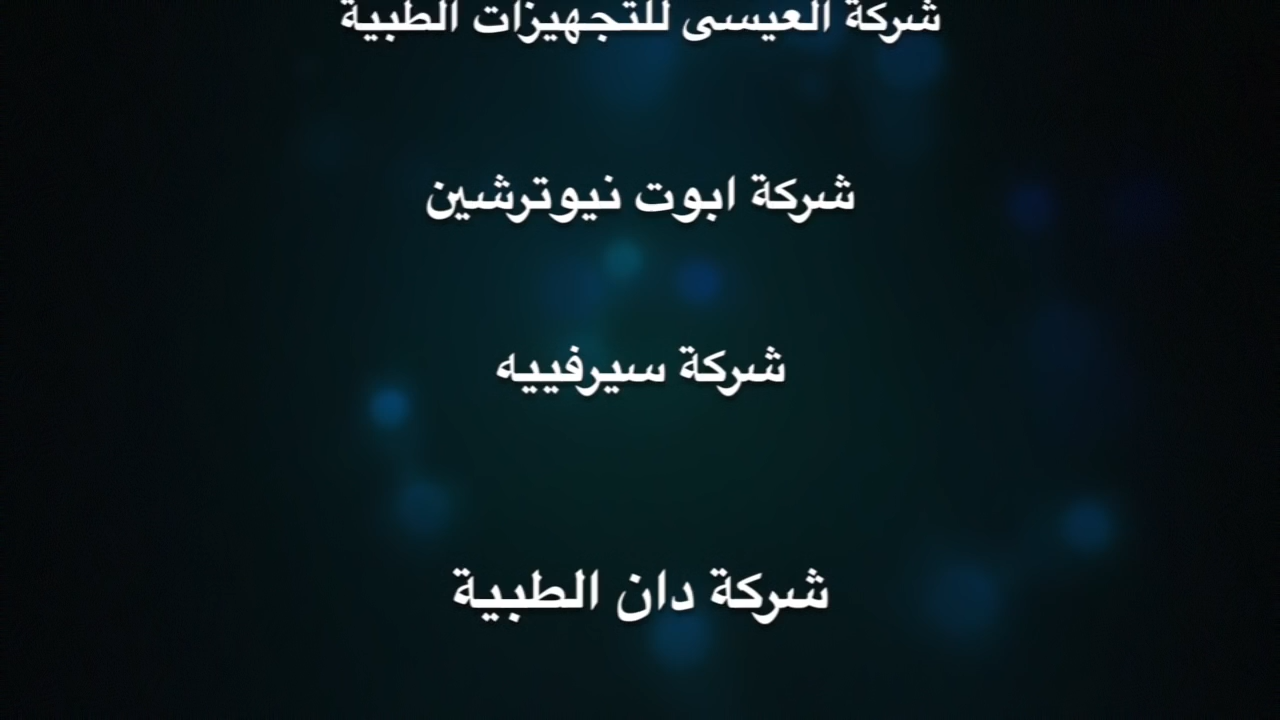 شركة العيسى للتجهيزات الطبية
شركة ابوت نيوترشين
شركة سيرفييه
شركة دان الطبية